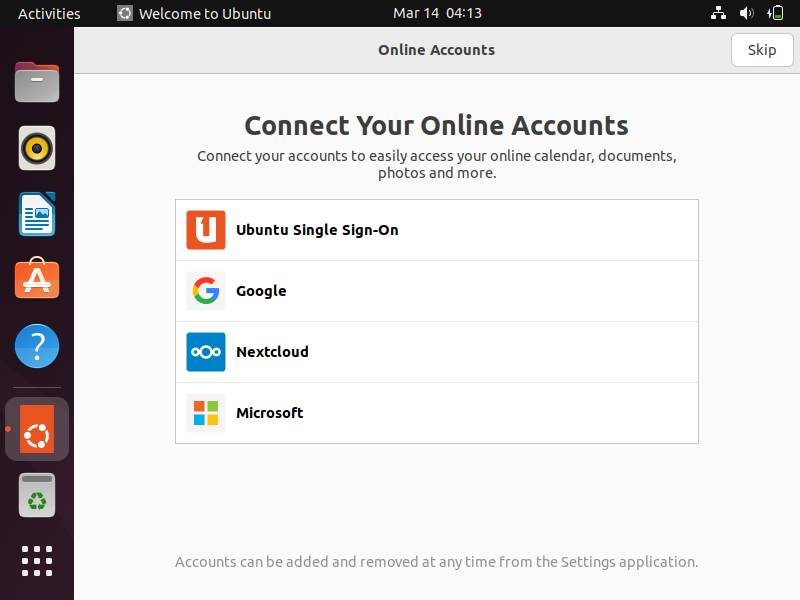 Activities
Welcome to Ubuntu
Mar 14 04:13
Online Accounts
Skip
Connect Your Online Accounts
Connect your accounts to easily access your online calendar, documents,
photos and more.
Ubuntu Single Sign-On
Google
Nextcloud
Microsoft
Accounts can be added and removed at any time from the Settings application.